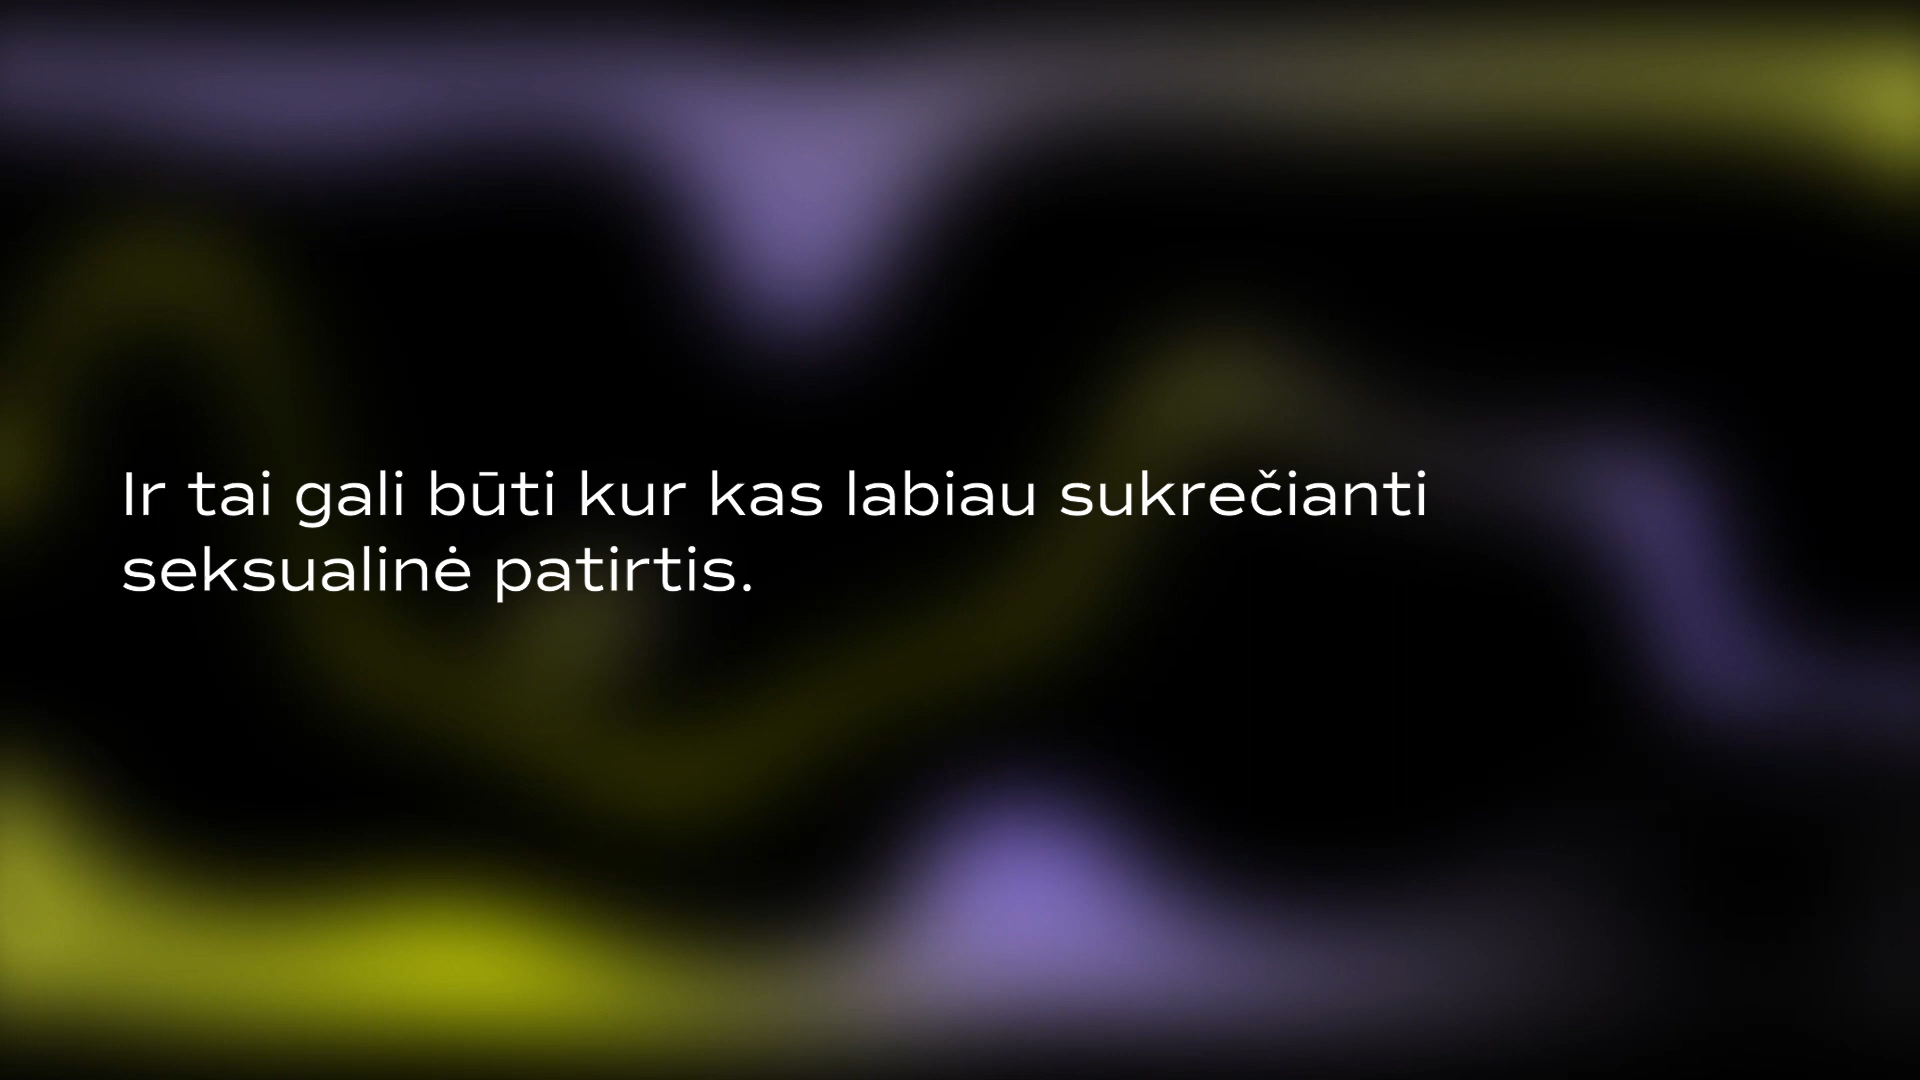 Ir tai gali būti kur kas labiau sukrečianti
seksualinė patirtis.